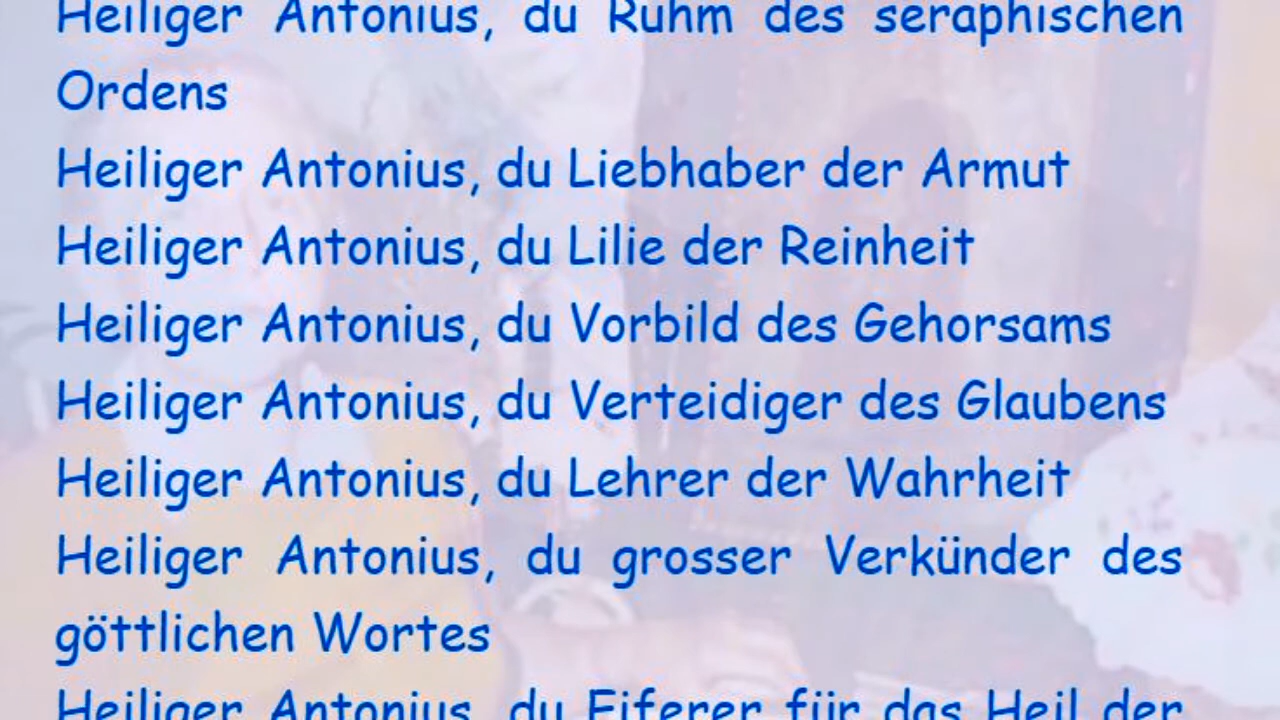 Heiliger Antonius, du Ruhm des seraphischen
Ordens
Heiliger Antonius, du Liebhaber der Armut
Heiliger Antonius, du Lilie der Reinheit
Heiliger Antonius, du Vorbild des Gehorsams
Heiliger Antonius, du Verteidiger des Glaubens
Heiliger Antonius, du Lehrer der Wahrheit
Heiliger Antonius, du grosser Verkünder des
göttlichen Wortes
Heiliger Antonius, du Eiferer für das Heil der